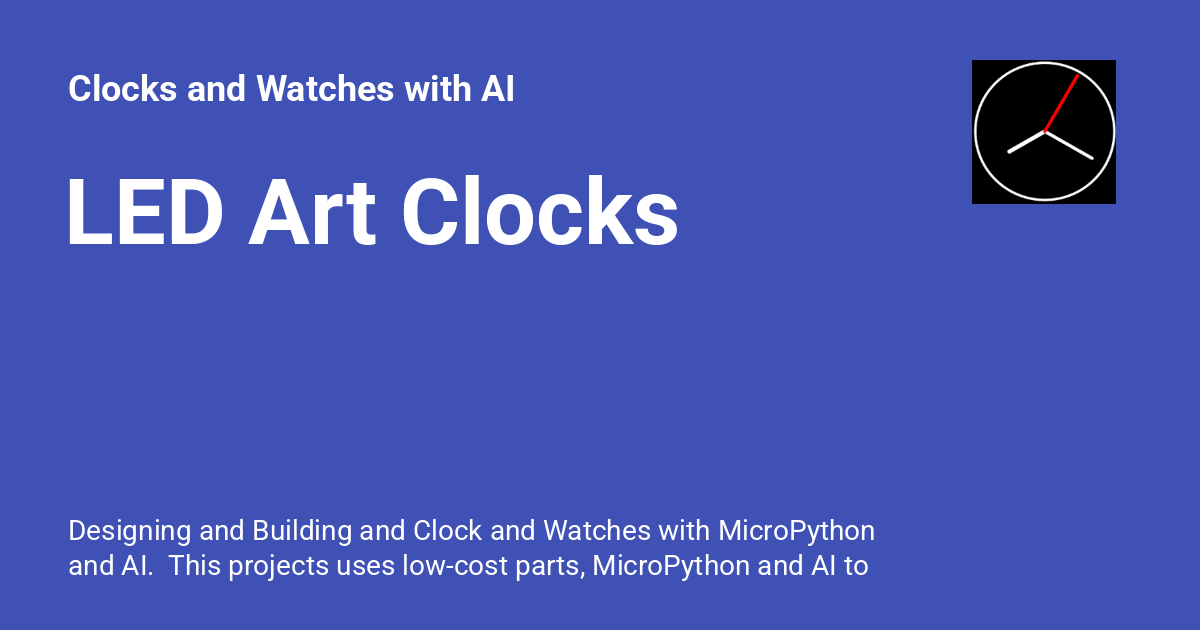 Clocks and Watches with AI
LED Art Clocks
Designing and Building and Clock and Watches with MicroPython
and AI.  This projects uses low-cost parts, MicroPython and AI to